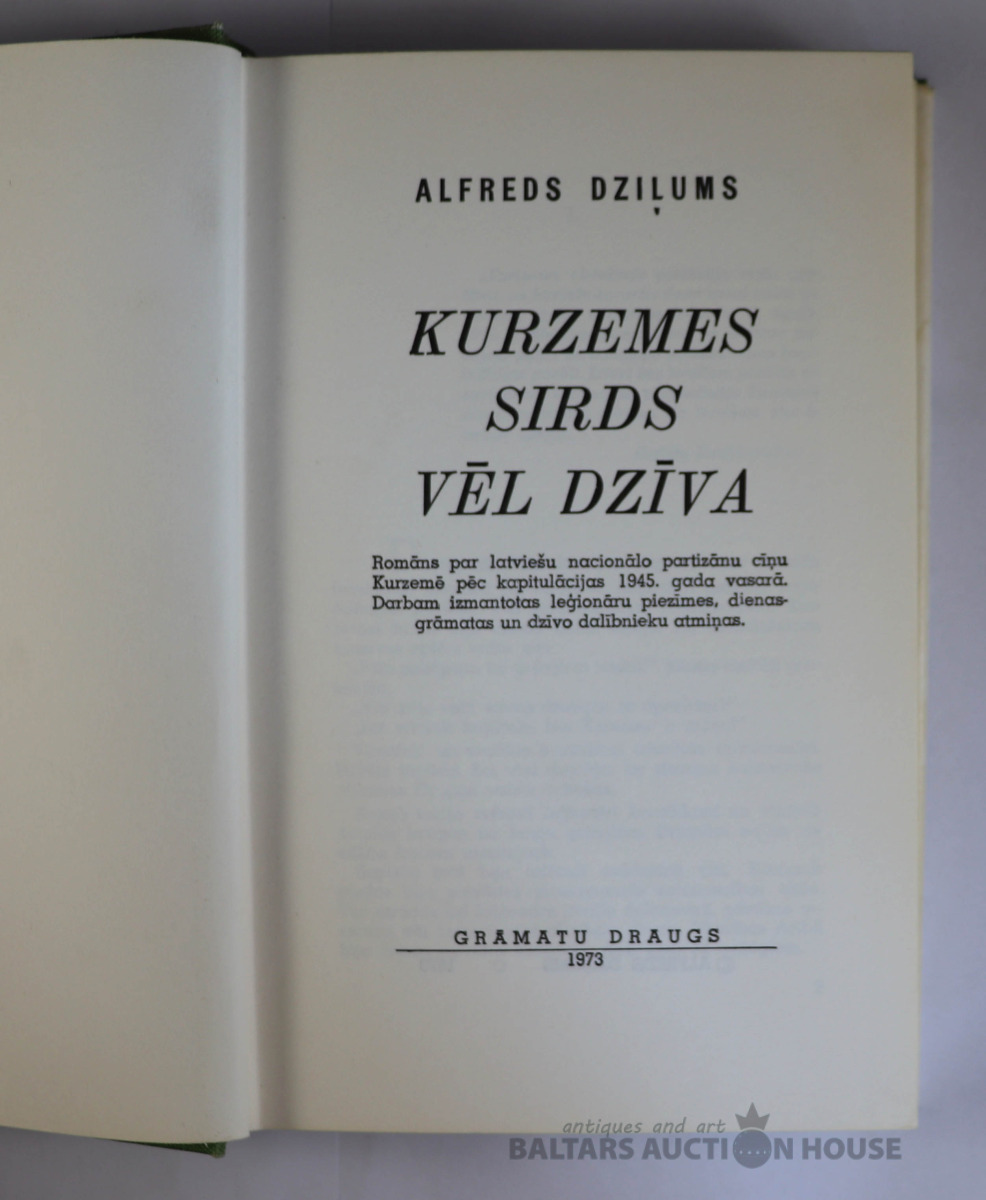 ALFREDS DZIĻUMS
KURZEMES
SIRDS
VĒL DZĪVA
Romāns par latviešu nacionālo partizānu cīņu
Kurzemē pēc kapitulācijas 1945. gada vasarā.
Darbam izmantotas leģionāru piezīmes, dienas-
grāmatas un dzīvo dalībnieku atmiņas.
GRĀMATU DRAUGS
1973
antiques and art
BALTARS AUCTION HOUSE